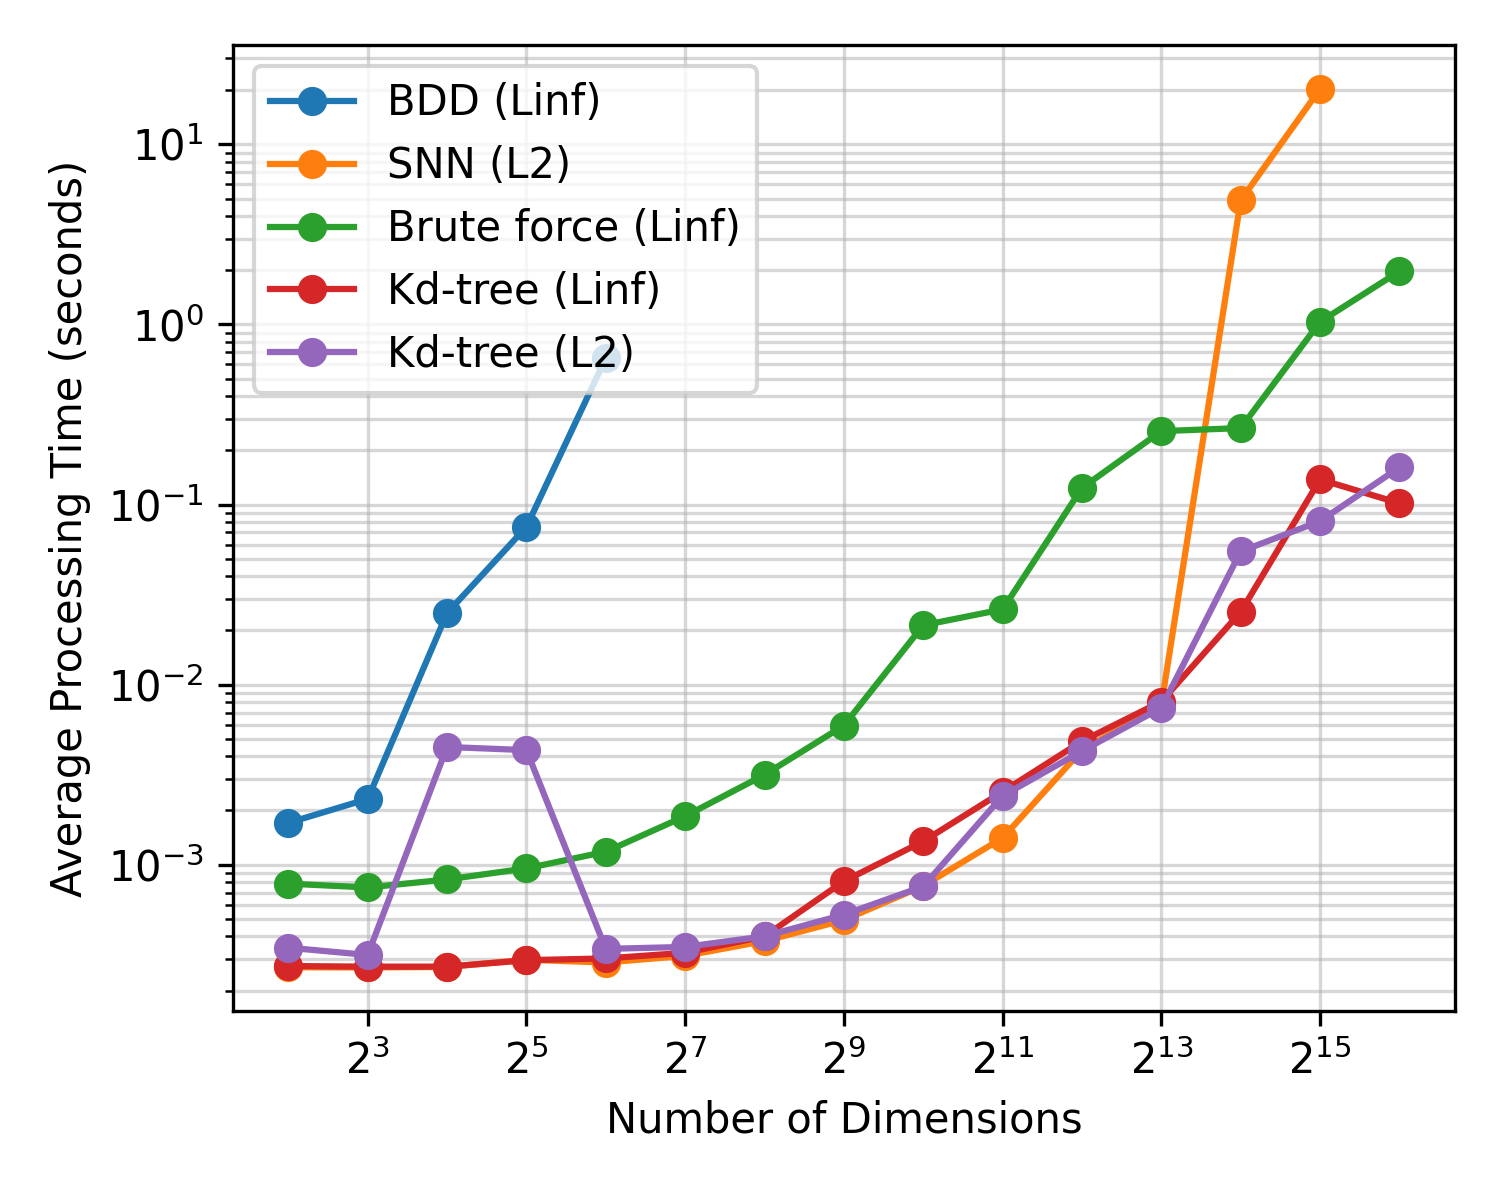 BDD (Linf)
SNN (L2)
Brute force (Linf)
Kd-tree (Linf)
Kd-tree (L2)
10¹
10⁰
10⁻¹
10⁻²
10⁻³
Average Processing Time (seconds)
2³ 2⁵ 2⁷ 2⁹ 2¹¹ 2¹³ 2¹⁵
Number of Dimensions